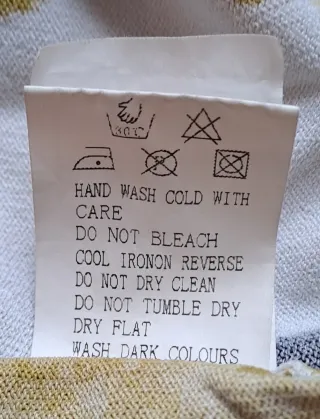 30°C
HAND WASH COLD WITH
CARE
DO NOT BLEACH
COOL IRONON REVERSE
DO NOT DRY CLEAN
DO NOT TUMBLE DRY
DRY FLAT
WASH DARK COLOURS